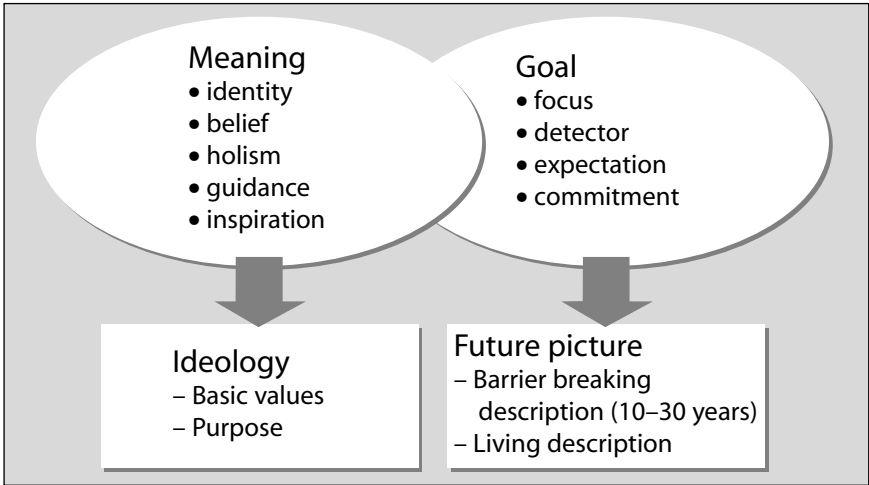 Meaning
• identity
• belief
• holism
• guidance
• inspiration
Goal
• focus
• detector
• expectation
• commitment
Ideology
– Basic values
– Purpose
Future picture
– Barrier breaking
description (10–30 years)
– Living description